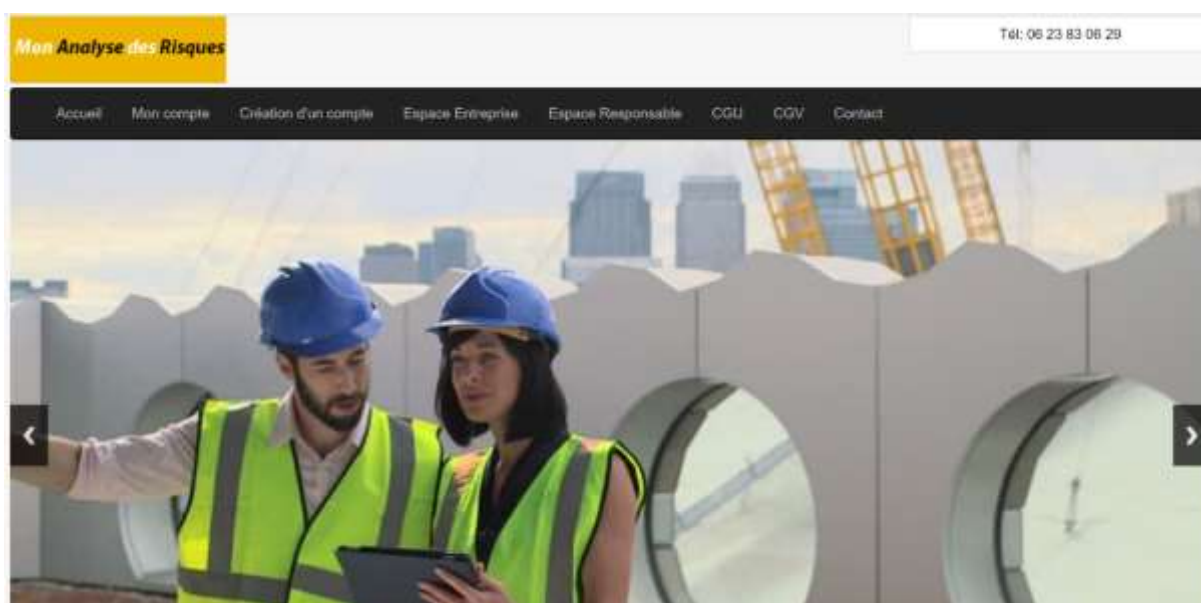 Mon Analyse des Risques
Tél: 06 23 83 06 29
Accueil Mon compte Création d'un compte Espace Entreprise Espace Responsable CGU CGV Contact